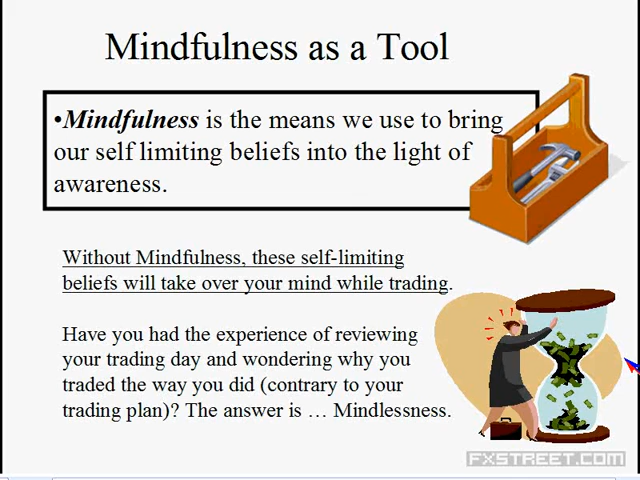 Mindfulness as a Tool
•Mindfulness is the means we use to bring
our self limiting beliefs into the light of
awareness.
Without Mindfulness, these self-limiting
beliefs will take over your mind while trading.
Have you had the experience of reviewing
your trading day and wondering why you
traded the way you did (contrary to your
trading plan)? The answer is … Mindlessness.
FXSTREET.COM